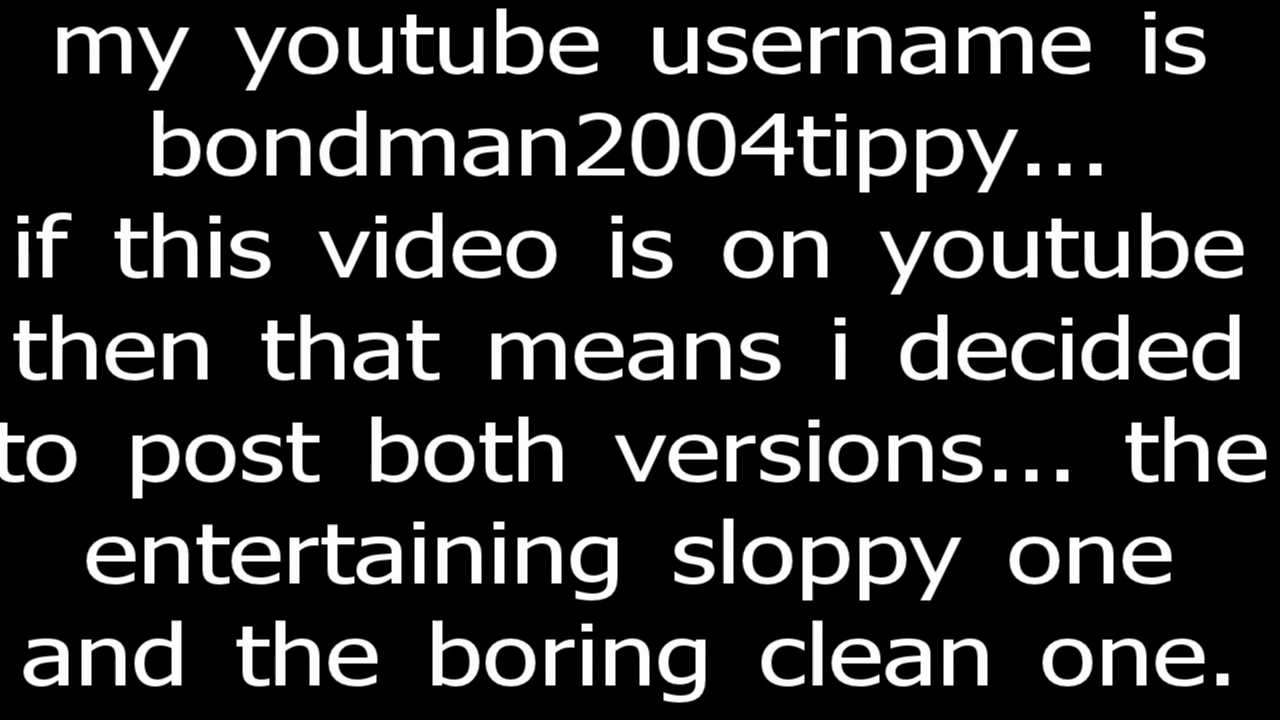 my youtube username is
bondman2004tippy...
if this video is on youtube
then that means i decided
to post both versions... the
entertaining sloppy one
and the boring clean one.